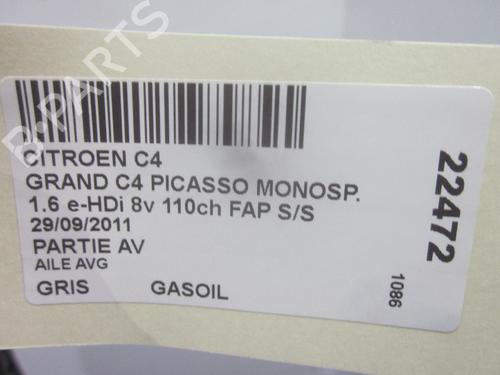 B-PARTS
CITROEN C4
GRAND C4 PICASSO MONOSP.
1.6 e-HDi 8v 110ch FAP S/S
29/09/2011
PARTIE AV
AILE AVG
GRIS GASOIL
22472
1086